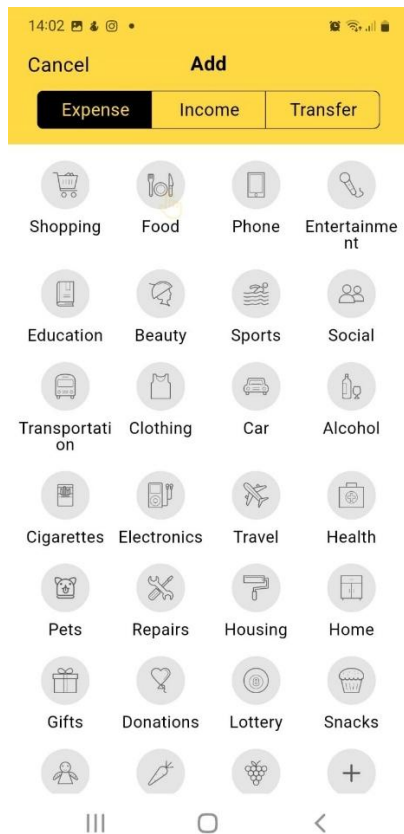 14:02
Cancel Add
Expense Income Transfer
Shopping Food Phone Entertainme
nt
Education Beauty Sports Social
Transportati Clothing Car Alcohol
on
Cigarettes Electronics Travel Health
Pets Repairs Housing Home
Gifts Donations Lottery Snacks